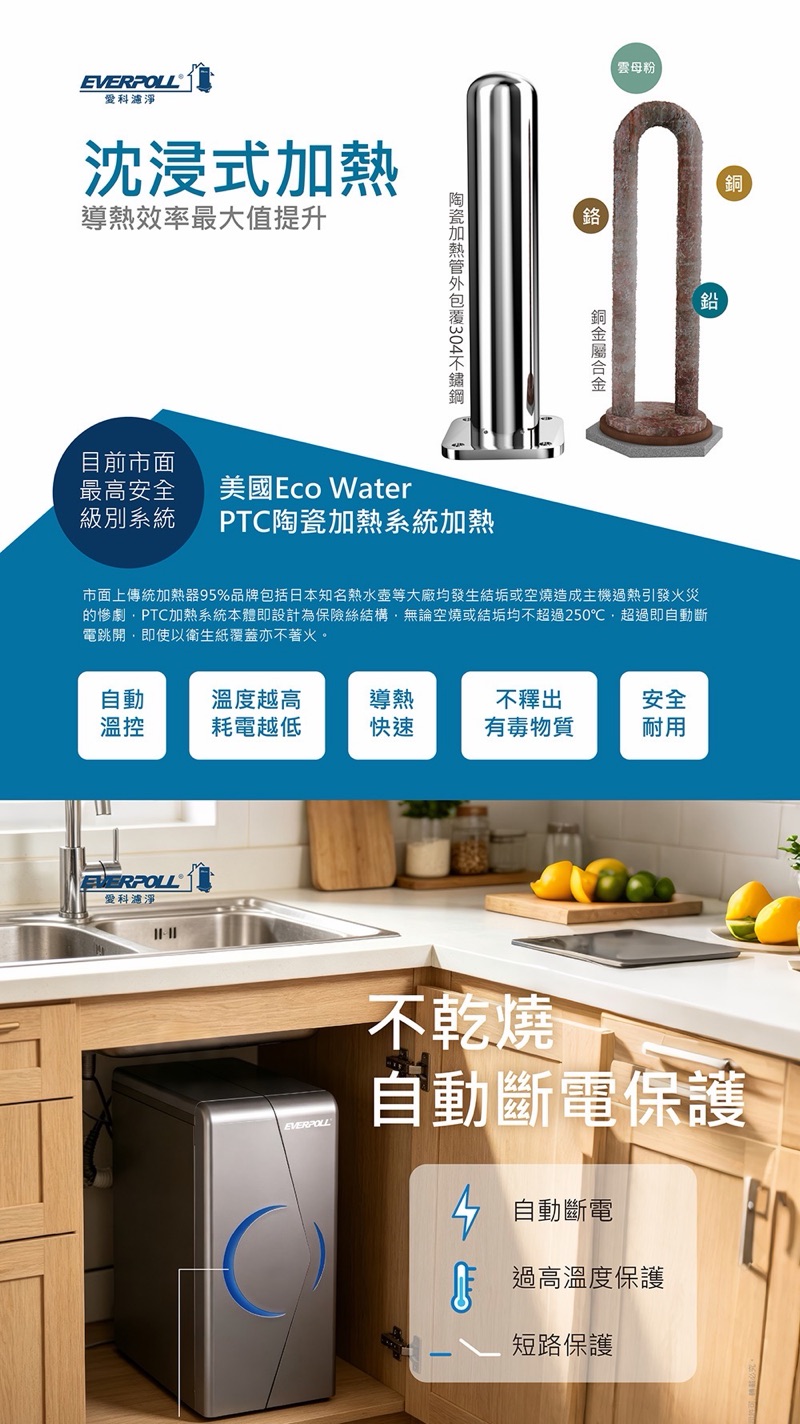 EVERPOLL®
愛科濾淨
沈浸式加熱
導熱效率最大值提升
陶瓷加熱管外包覆304不鏽鋼
雲母粉
銅
鉻
鉛
銅金屬合金
目前市面
最高安全
級別系統
美國Eco Water
PTC陶瓷加熱系統加熱
市面上傳統加熱器95%品牌包括日本知名熱水壺等大廠均發生結垢或空燒造成主機過熱引發火災
的慘劇，PTC加熱系統本體即設計為保險絲結構，無論空燒或結垢均不超過250℃，超過即自動斷
電跳開，即使以衛生紙覆蓋亦不著火。
自動
溫控
溫度越高
耗電越低
導熱
快速
不釋出
有毒物質
安全
耐用
EVERPOLL®
愛科濾淨
不乾燒
自動斷電保護
EVERPOLL
自動斷電
過高溫度保護
短路保護